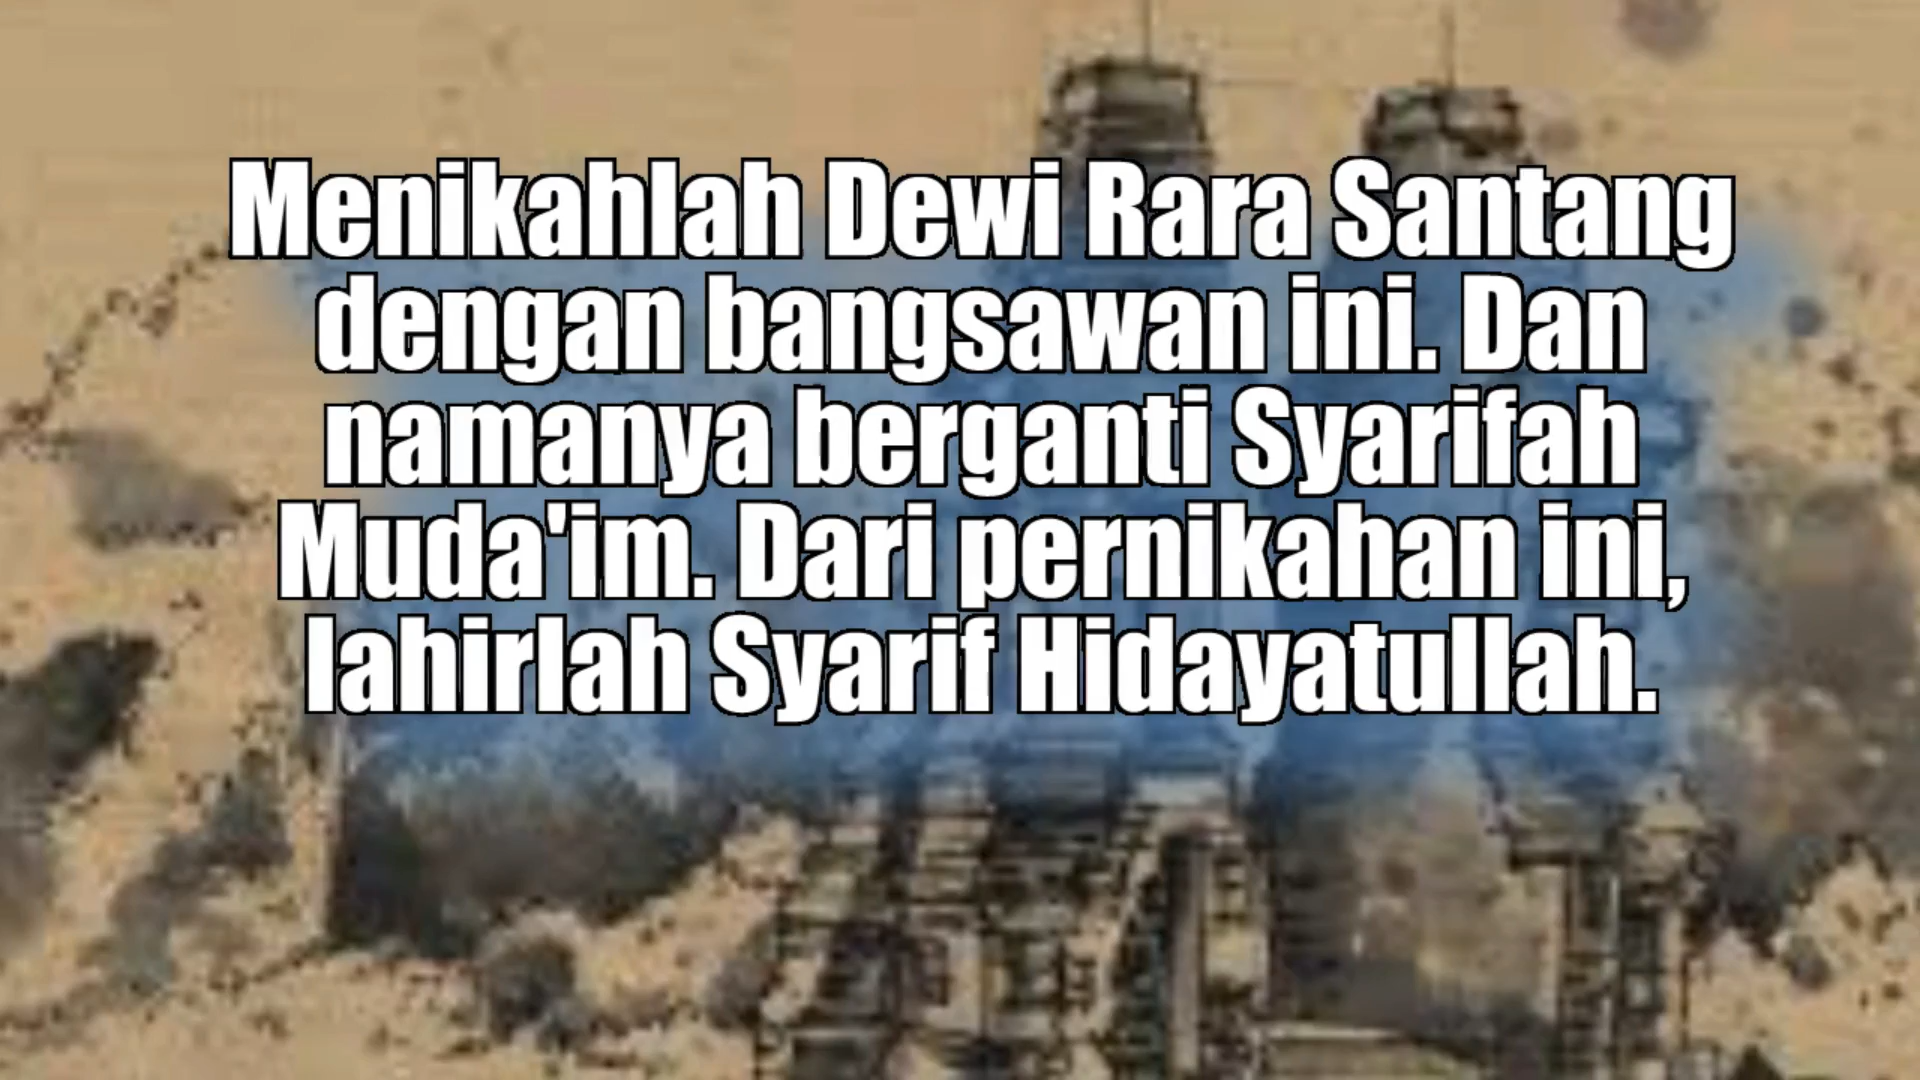 Menikahlah Dewi Rara Santang
dengan bangsawan ini. Dan
namanya berganti Syarifah
Muda'im. Dari pernikahan ini,
lahirlah Syarif Hidayatullah.